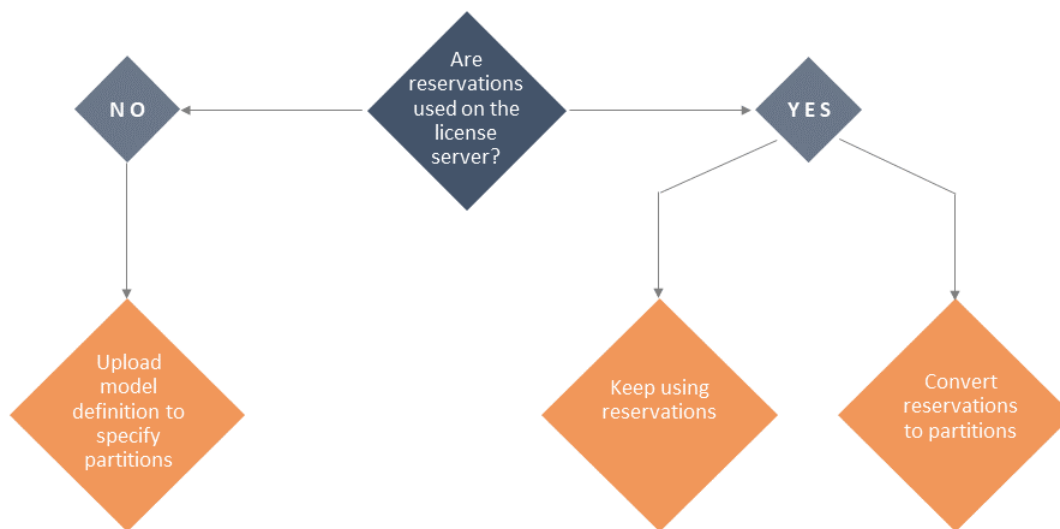 Are
reservations
used on the
license
server?
NO
YES
Upload
model
definition to
specify
partitions
Keep using
reservations
Convert
reservations
to partitions